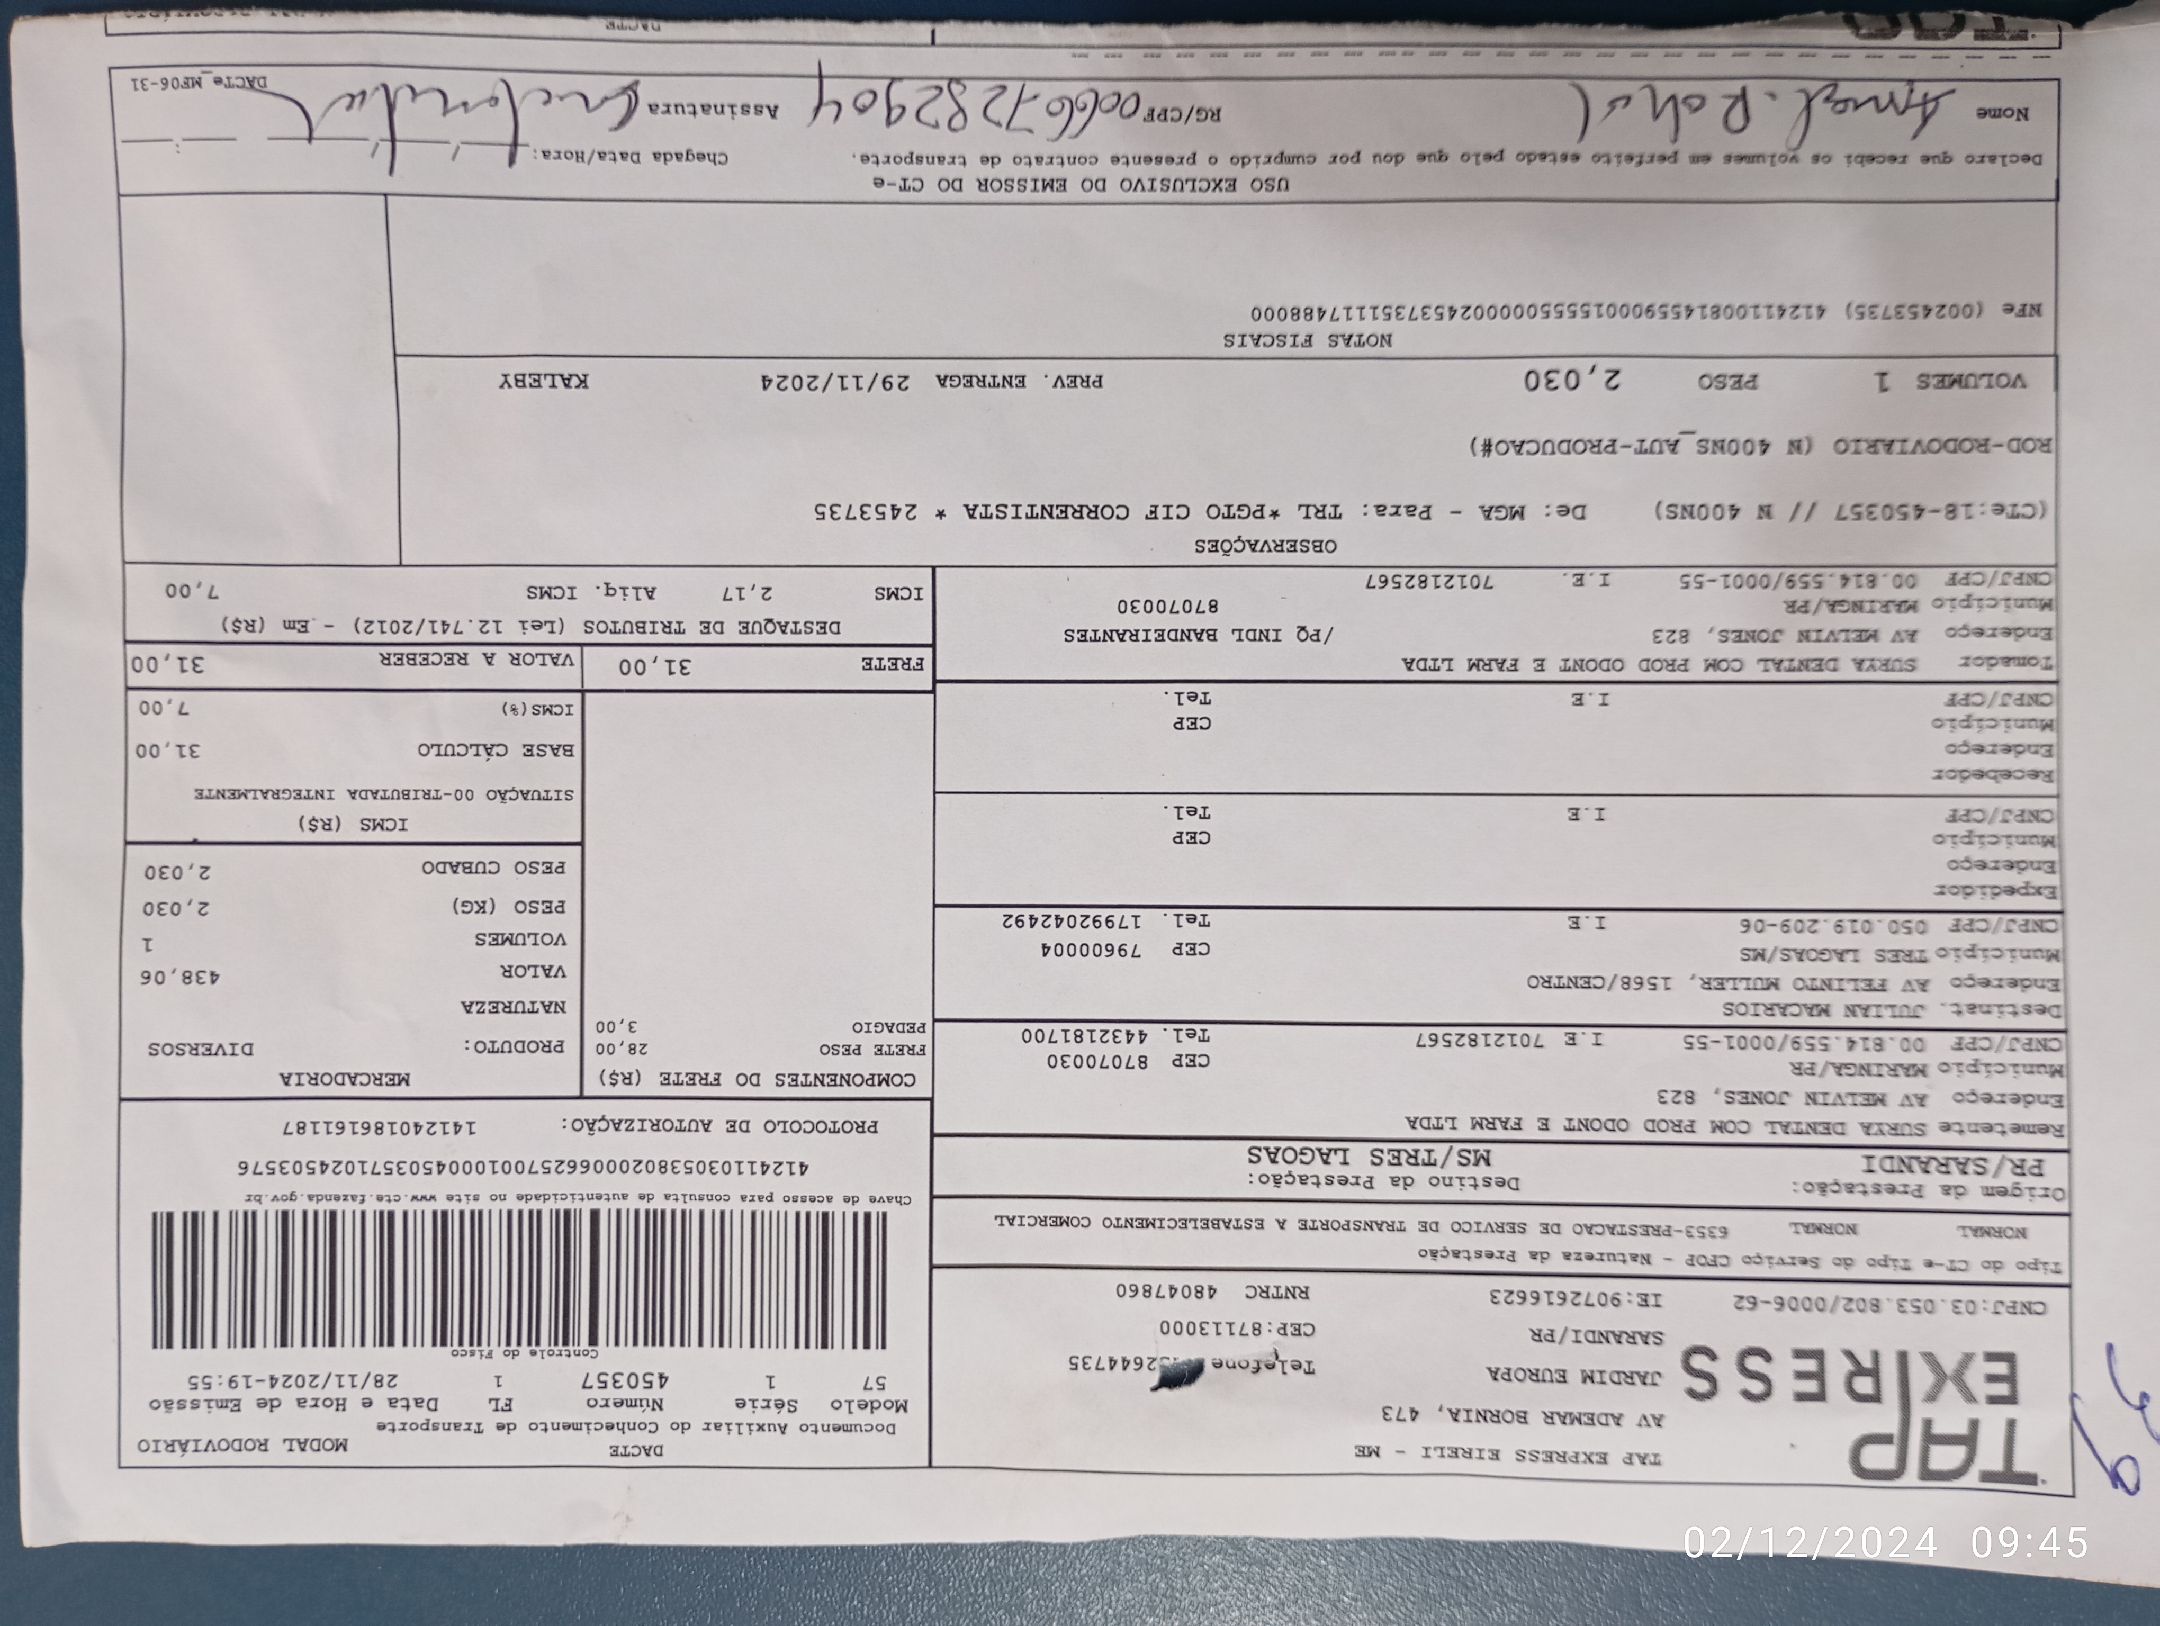 TAP
EXPRESS
TAP EXPRESS EIRELI - ME
AV ADEMAR BORNIA, 473
JARDIM EUROPA
Telefone 2644735
SARANDI/PR
CEP:87113000
CNPJ:03.053.802/0006-62 IE:9072616623 RNTRC 48047860
DACTE MODAL RODOVIÁRIO
Documento Auxiliar do Conhecimento de Transporte
Modelo Série Número FL Data e Hora de Emissão
57 1 450357 1 28/11/2024-19:55
Controle do Fisco
Chave de acesso para consulta de autenticidade no site www.cte.fazenda.gov.br
41241103053802000662570010004503571024503576
PROTOCOLO DE AUTORIZAÇÃO: 141240186161187
Tipo do CT-e Tipo do Serviço CFOP - Natureza da Prestação
NORMAL NORMAL 6353-PRESTACAO DE SERVICO DE TRANSPORTE A ESTABELECIMENTO COMERCIAL
Origem da Prestação: Destino da Prestação:
PR/SARANDI MS/TRES LAGOAS
Remetente SURYA DENTAL COM PROD ODONT E FARM LTDA
Endereço AV MELVIN JONES, 823
Município MARINGA/PR CEP 87070030
CNPJ/CPF 00.814.559/0001-55 I.E 7012182567 Tel. 4432181700
Destinat. JULIAN MACARIOS
Endereço AV FELINTO MULLER, 1568/CENTRO
Município TRES LAGOAS/MS CEP 79600004
CNPJ/CPF 050.019.209-06 I.E Tel. 17992042492
Expedidor
Endereço
Município CEP
CNPJ/CPF I.E Tel.
Recebedor
Endereço
Município CEP
CNPJ/CPF I.E Tel.
Tomador SURYA DENTAL COM PROD ODONT E FARM LTDA
Endereço AV MELVIN JONES, 823 /PQ INDL BANDEIRANTES
Município MARINGA/PR 87070030
CNPJ/CPF 00.814.559/0001-55 I.E. 7012182567
COMPONENTES DO FRETE (R$)
FRETE PESO 28,00
PEDAGIO 3,00
MERCADORIA
PRODUTO: DIVERSOS
NATUREZA
VALOR 438,06
VOLUMES 1
PESO (KG) 2,030
PESO CUBADO 2,030
ICMS (R$)
SITUAÇÃO 00-TRIBUTADA INTEGRALMENTE
BASE CÁLCULO 31,00
ICMS(%) 7,00
FRETE 31,00 VALOR A RECEBER 31,00
DESTAQUE DE TRIBUTOS (Lei 12.741/2012) - Em (R$)
ICMS 2,17 Aliq. ICMS 7,00
OBSERVAÇÕES
(CTe:18-450357 // N 400NS) De: MGA - Para: TRL *PGTO CIF CORRENTISTA * 2453735
ROD-RODOVIARIO (N 400NS_AUT-PRODUCAO#)
VOLUMES 1 PESO 2,030 PREV. ENTREGA 29/11/2024 KALEBY
NOTAS FISCAIS
NFe (002453735) 412411008145590001555500000245373511117488000
USO EXCLUSIVO DO EMISSOR DO CT-e
Declaro que recebi os volumes em perfeito estado pelo que dou por cumprido o presente contrato de transporte. Chegada Data/Hora: / / :
Nome RG/CPF Assinatura
DACTe_MF06-31
DACTE
02/12/2024 09:45